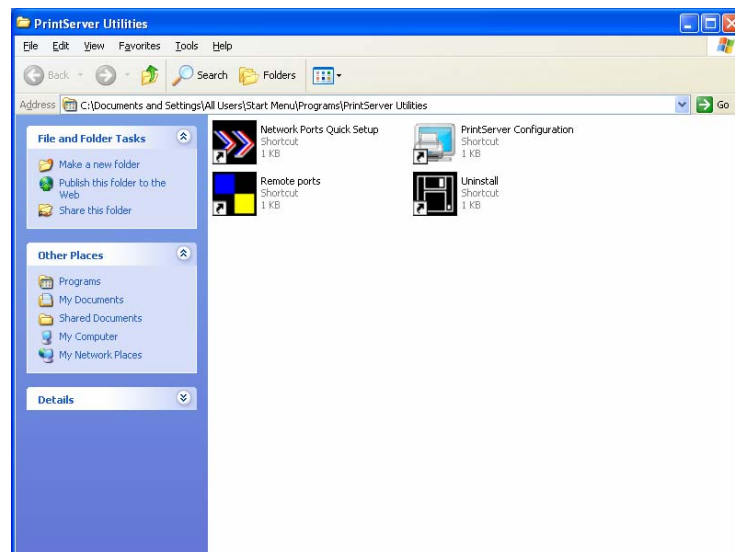 PrintServer Utilities
File Edit View Favorites Tools Help
Back Search Folders
Address C:\Documents and Settings\All Users\Start Menu\Programs\PrintServer Utilities Go
File and Folder Tasks
Make a new folder
Publish this folder to the
Web
Share this folder
Other Places
Programs
My Documents
Shared Documents
My Computer
My Network Places
Details
Network Ports Quick Setup
Shortcut
1 KB
PrintServer Configuration
Shortcut
1 KB
Remote ports
Shortcut
1 KB
Uninstall
Shortcut
1 KB